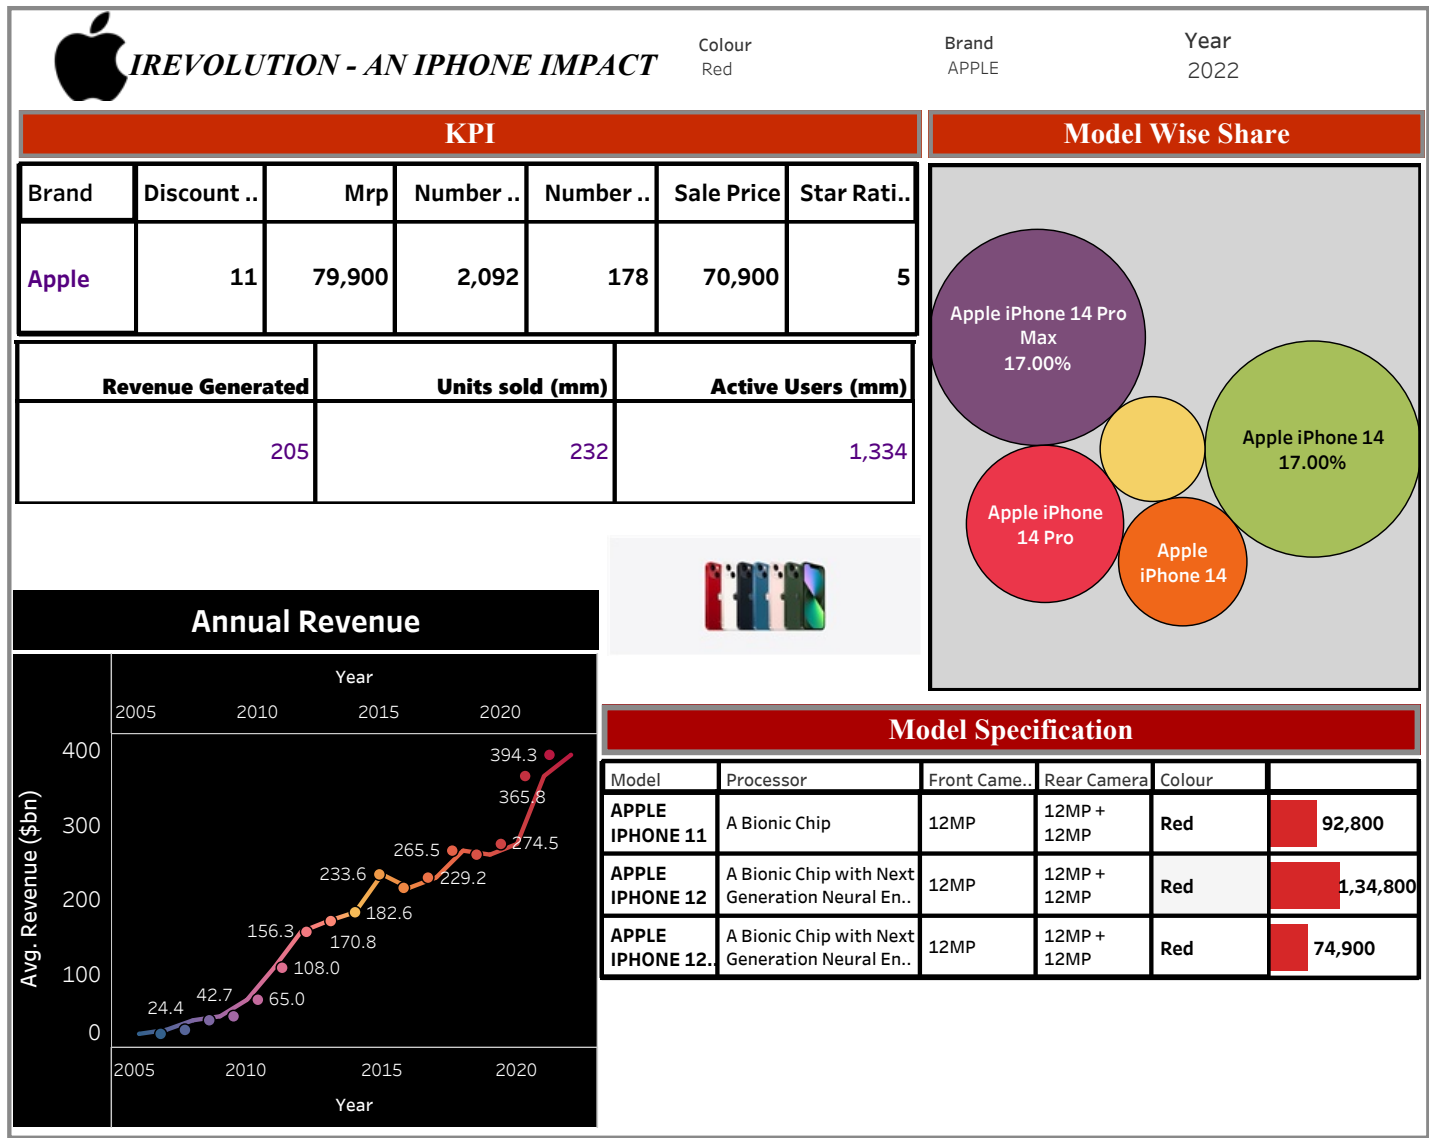 IREVOLUTION - AN IPHONE IMPACT
Colour
Red
Brand
APPLE
Year
2022
KPI
Brand Discount .. Mrp Number .. Number .. Sale Price Star Rati..
Apple 11 79,900 2,092 178 70,900 5
Revenue Generated Units sold (mm) Active Users (mm)
205 232 1,334
Model Wise Share
Apple iPhone 14 Pro
Max
17.00%
Apple iPhone 14
17.00%
Apple iPhone
14 Pro
Apple
iPhone 14
Annual Revenue
Year
2005 2010 2015 2020
Avg. Revenue ($bn)
400
300
200
100
0
24.4
42.7
65.0
108.0
156.3
170.8
182.6
233.6
229.2
265.5
274.5
365.8
394.3
2005 2010 2015 2020
Year
Model Specification
Model Processor Front Came.. Rear Camera Colour
APPLE
IPHONE 11
A Bionic Chip
12MP
12MP +
12MP
Red
92,800
APPLE
IPHONE 12
A Bionic Chip with Next
Generation Neural En..
12MP
12MP +
12MP
Red
1,34,800
APPLE
IPHONE 12..
A Bionic Chip with Next
Generation Neural En..
12MP
12MP +
12MP
Red
74,900